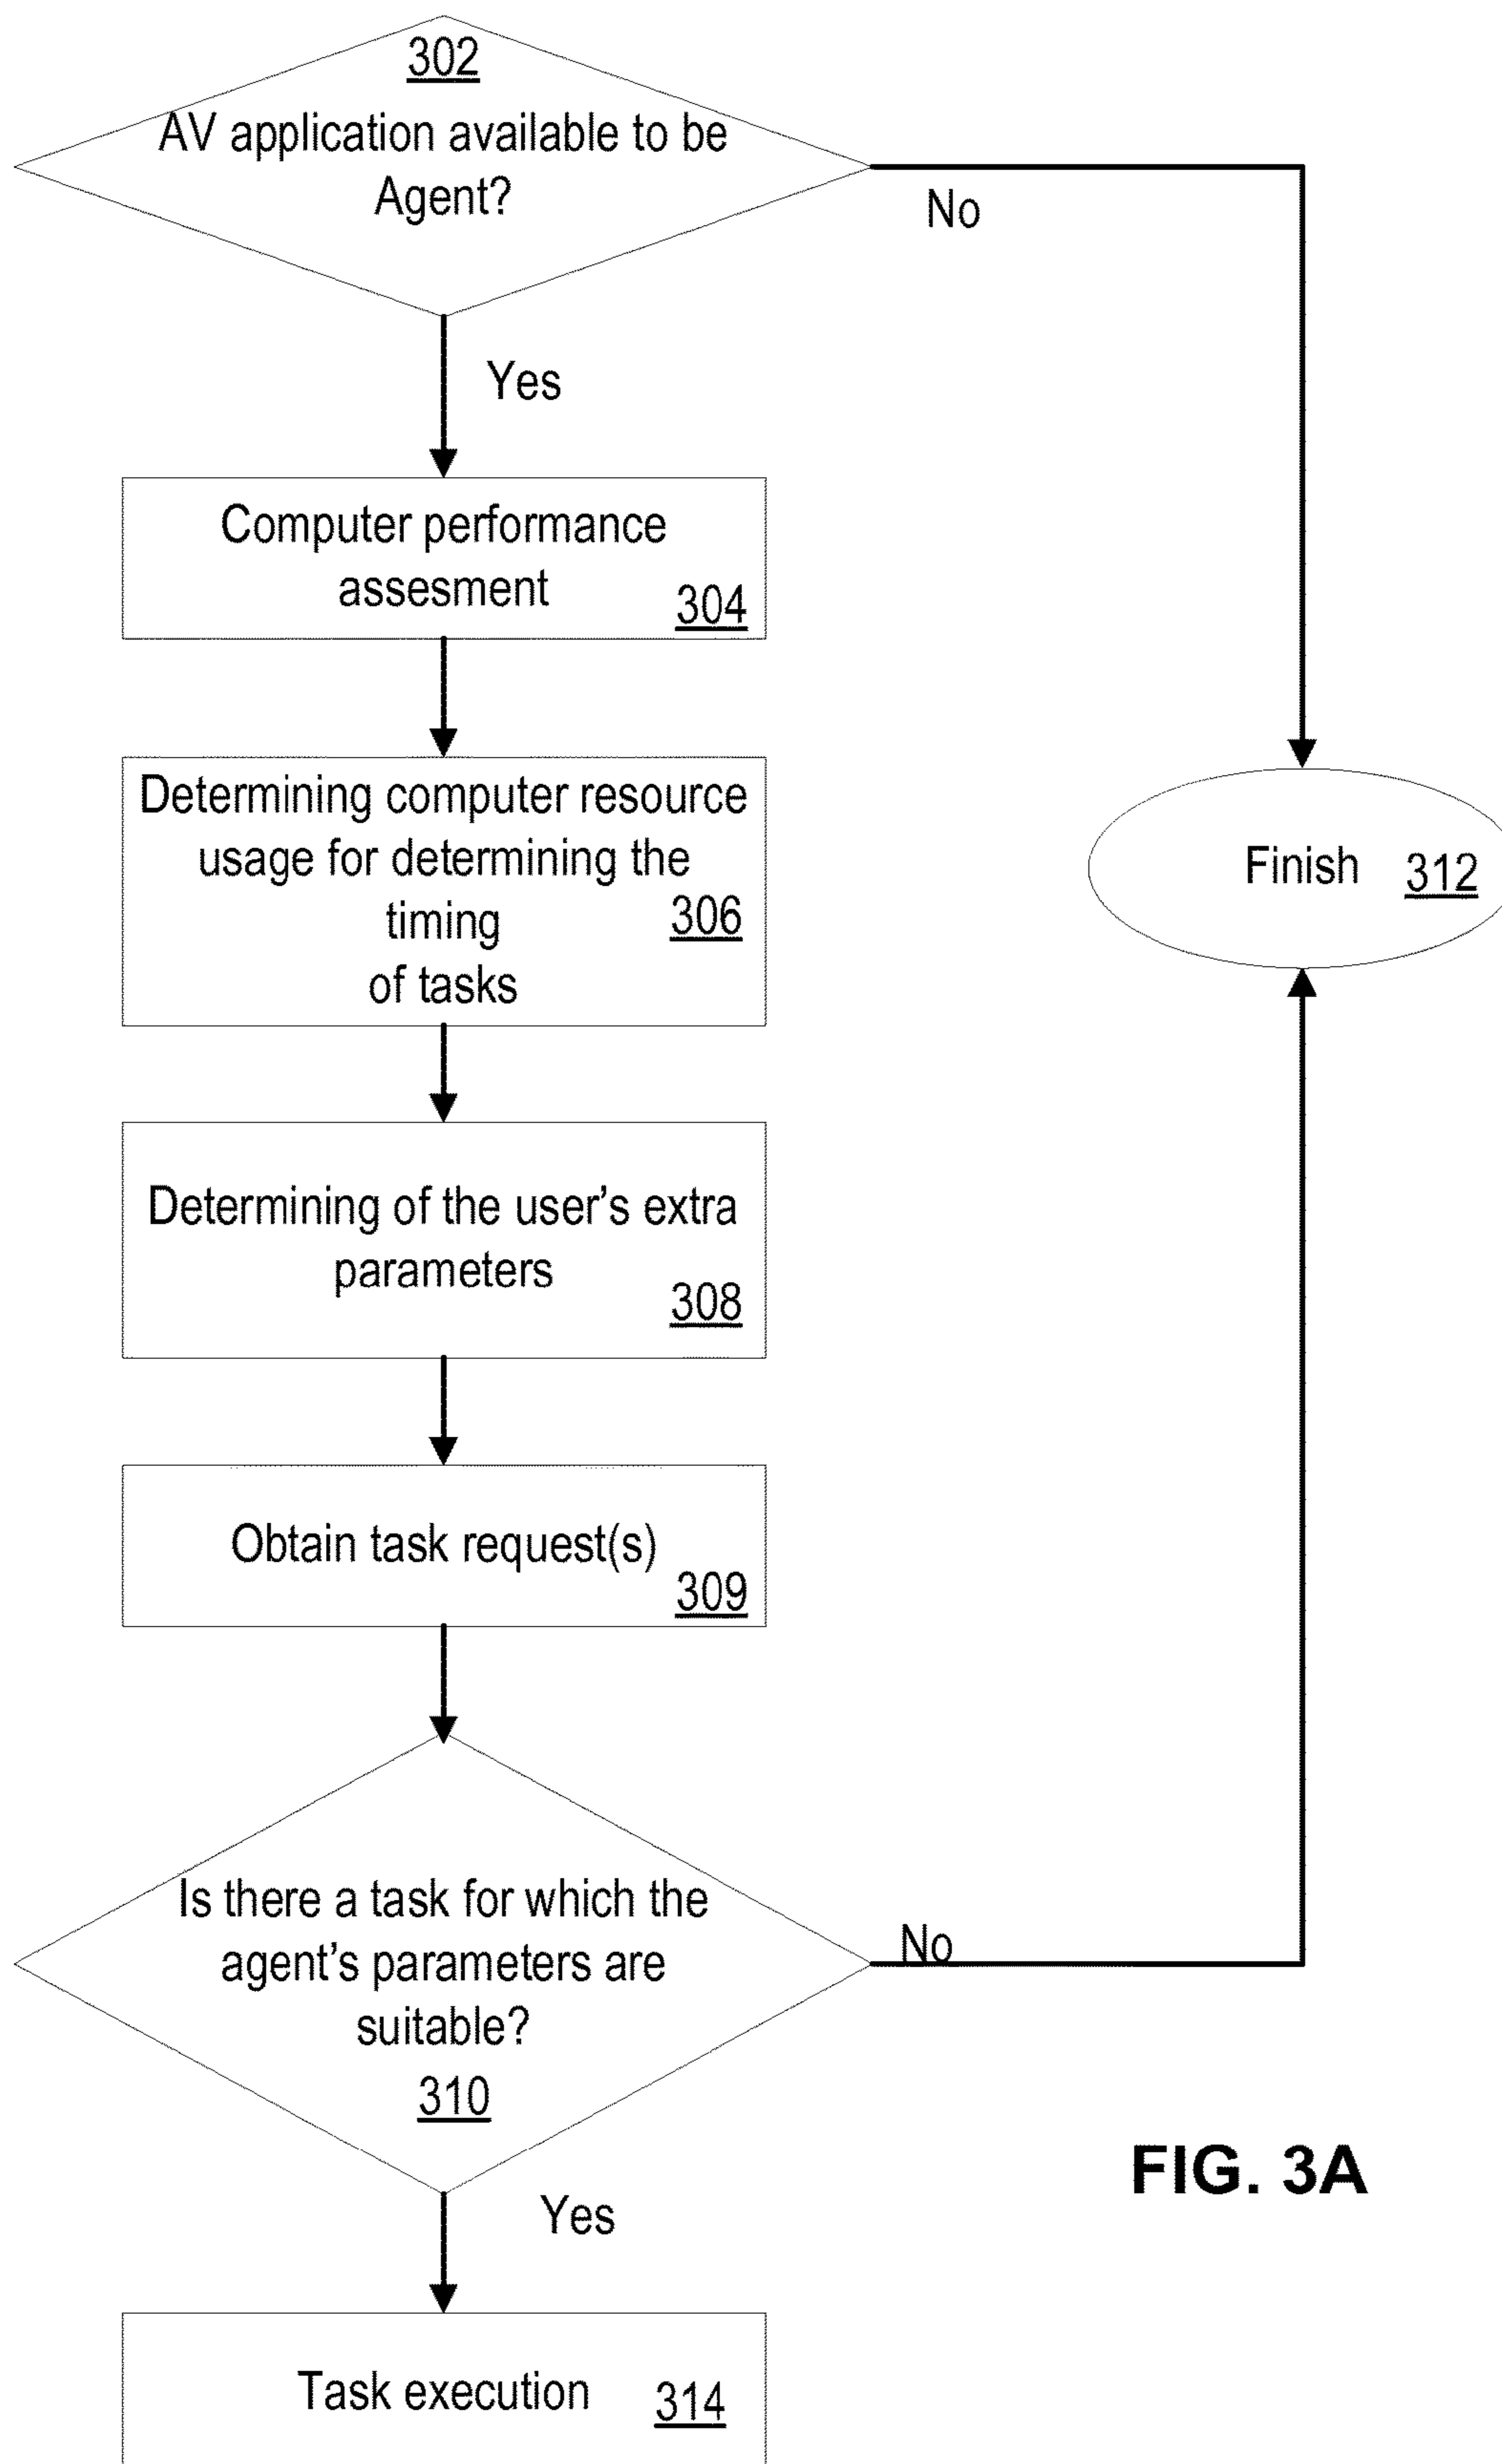 302
AV application available to be
Agent?
No
Yes
Computer performance
assesment
304
Determining computer resource
usage for determining the
timing
306
of tasks
Finish 312
Determining of the user's extra
parameters
308
Obtain task request(s)
309
Is there a task for which the
agent's parameters are
suitable?
310
No
Yes
FIG. 3A
Task execution 314